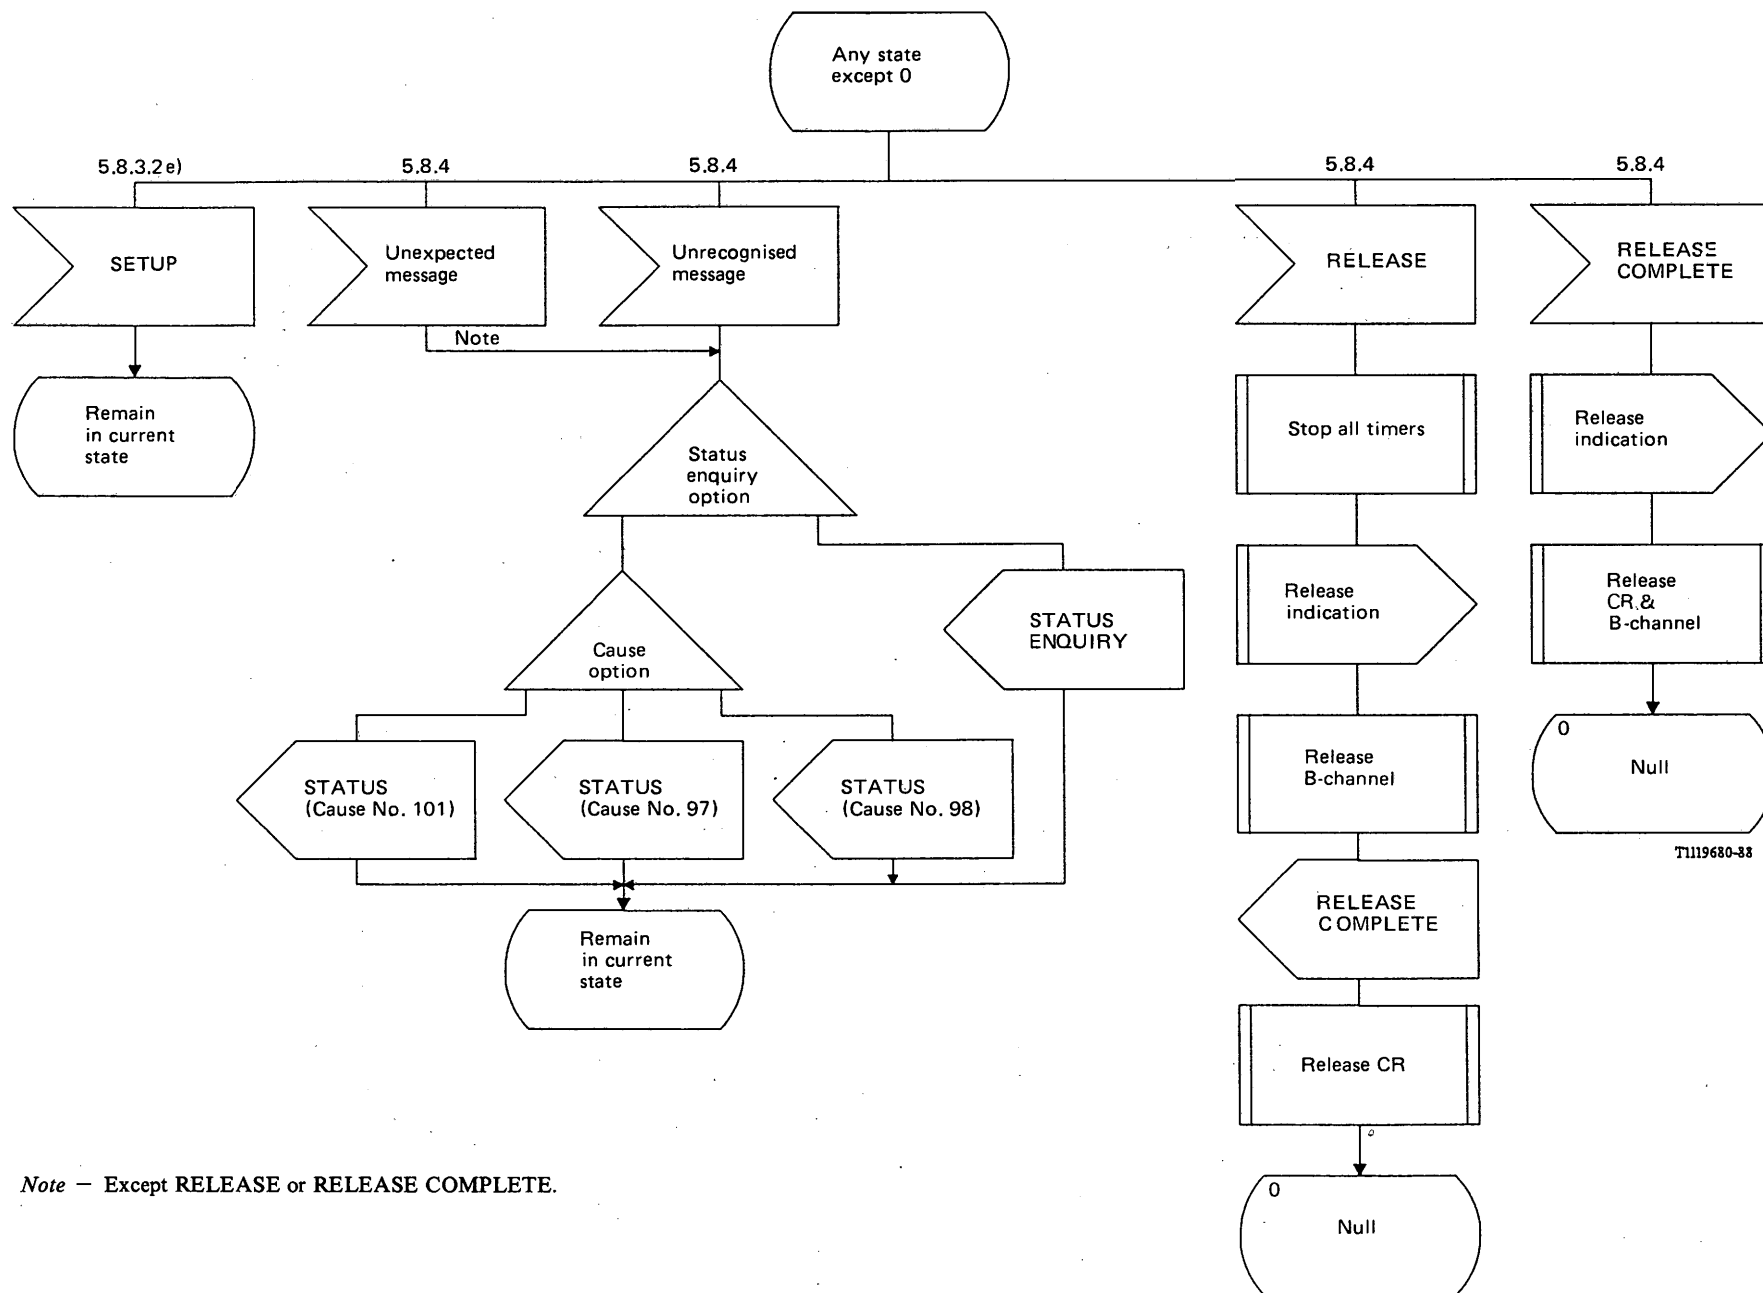 Any state
except 0
5.8.3.2 e)
5.8.4
5.8.4
5.8.4
5.8.4
SETUP
Unexpected
message
Unrecognised
message
RELEASE
RELEASE
COMPLETE
Note
Remain
in current
state
Status
enquiry
option
Stop all timers
Release
indication
Cause
option
STATUS
ENQUIRY
Release
indication
Release
CR &
B-channel
STATUS
(Cause No. 101)
STATUS
(Cause No. 97)
STATUS
(Cause No. 98)
Release
B-channel
0
Null
T1119680-88
Remain
in current
state
RELEASE
COMPLETE
Release CR
Note — Except RELEASE or RELEASE COMPLETE.
0
Null